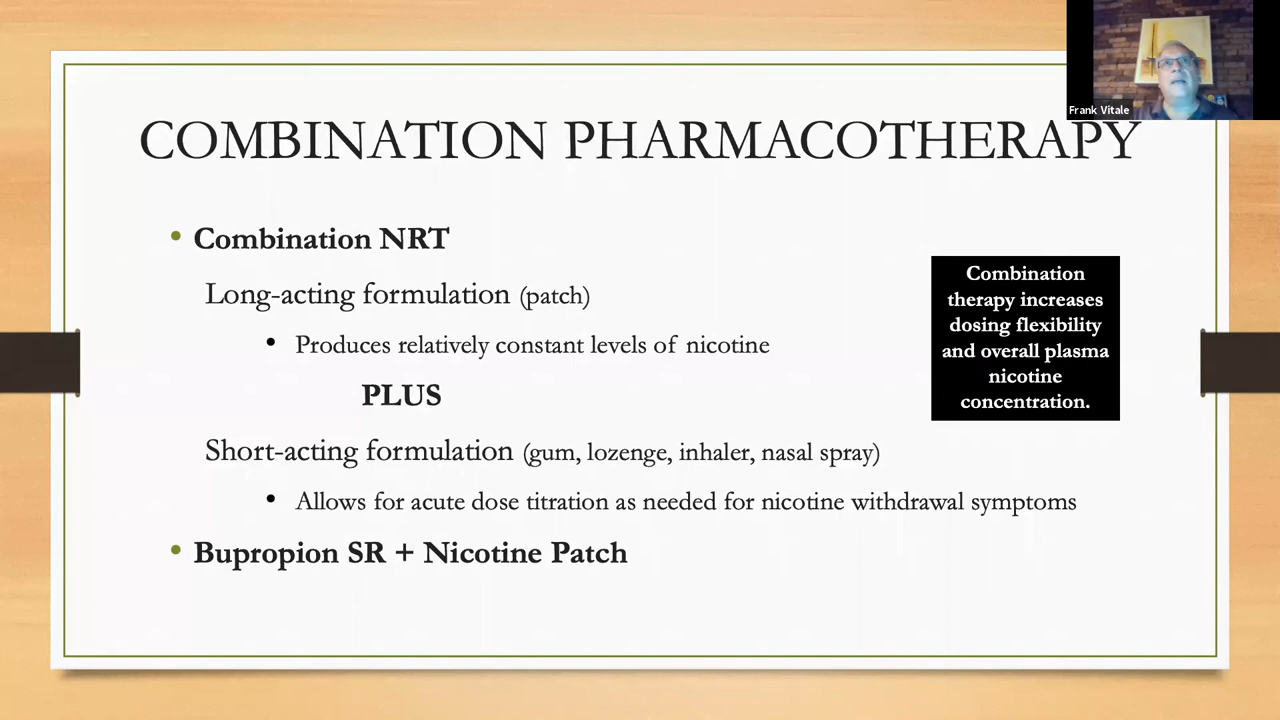 Frank Vitale
COMBINATION PHARMACOTHERAPY
• Combination NRT
Long-acting formulation (patch)
• Produces relatively constant levels of nicotine
PLUS
Short-acting formulation (gum, lozenge, inhaler, nasal spray)
• Allows for acute dose titration as needed for nicotine withdrawal symptoms
• Bupropion SR + Nicotine Patch
Combination
therapy increases
dosing flexibility
and overall plasma
nicotine
concentration.